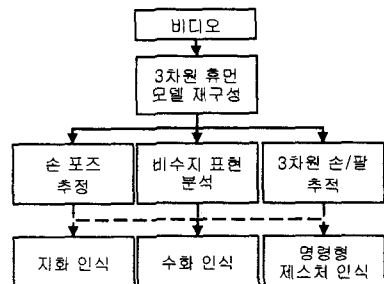 비디오
3차원 휴먼
모델 재구성
손 포즈
추정
비수지 표현
분석
3차원 손/팔
추적
지화 인식
수화 인식
명령형
제스처 인식